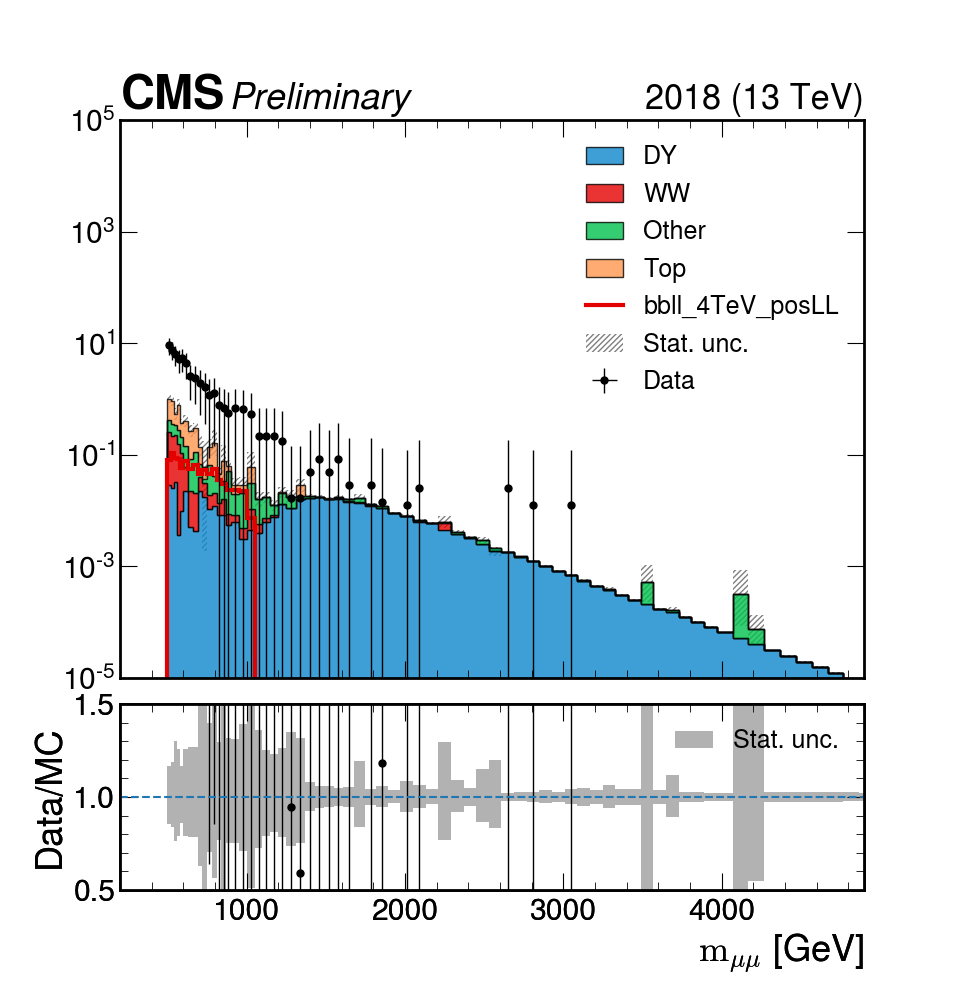 CMS Preliminary 2018 (13 TeV)
10^5
10^3
10^1
10^-1
10^-3
10^-5
DY
WW
Other
Top
bbll_4TeV_posLL
Stat. unc.
Data
1.5
1.0
0.5
Data/MC
Stat. unc.
1000 2000 3000 4000
m_μμ [GeV]